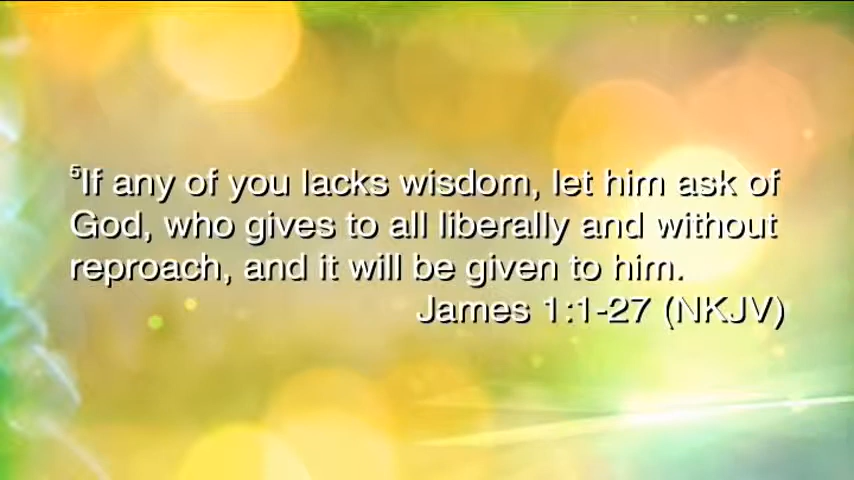 ⁵If any of you lacks wisdom, let him ask of
God, who gives to all liberally and without
reproach, and it will be given to him.
James 1:1-27 (NKJV)